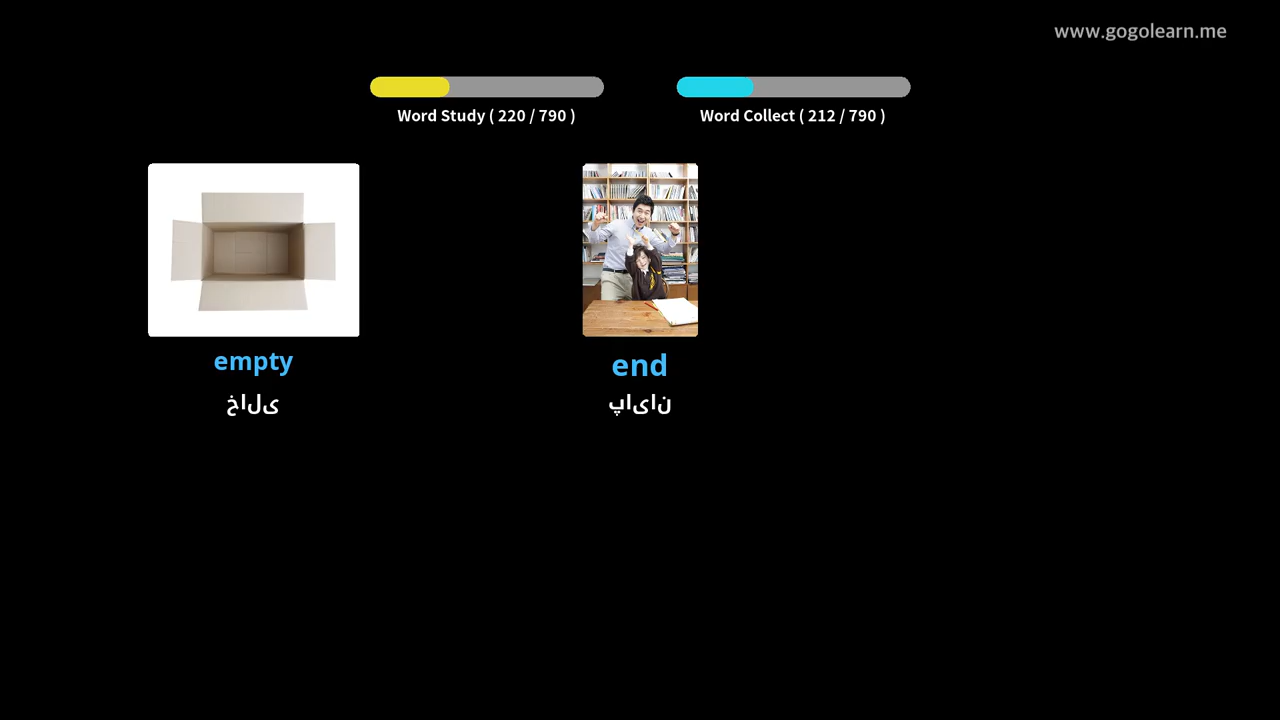 www.gogolearn.me
Word Study ( 220 / 790 )
Word Collect ( 212 / 790 )
empty
خالی
end
پایان